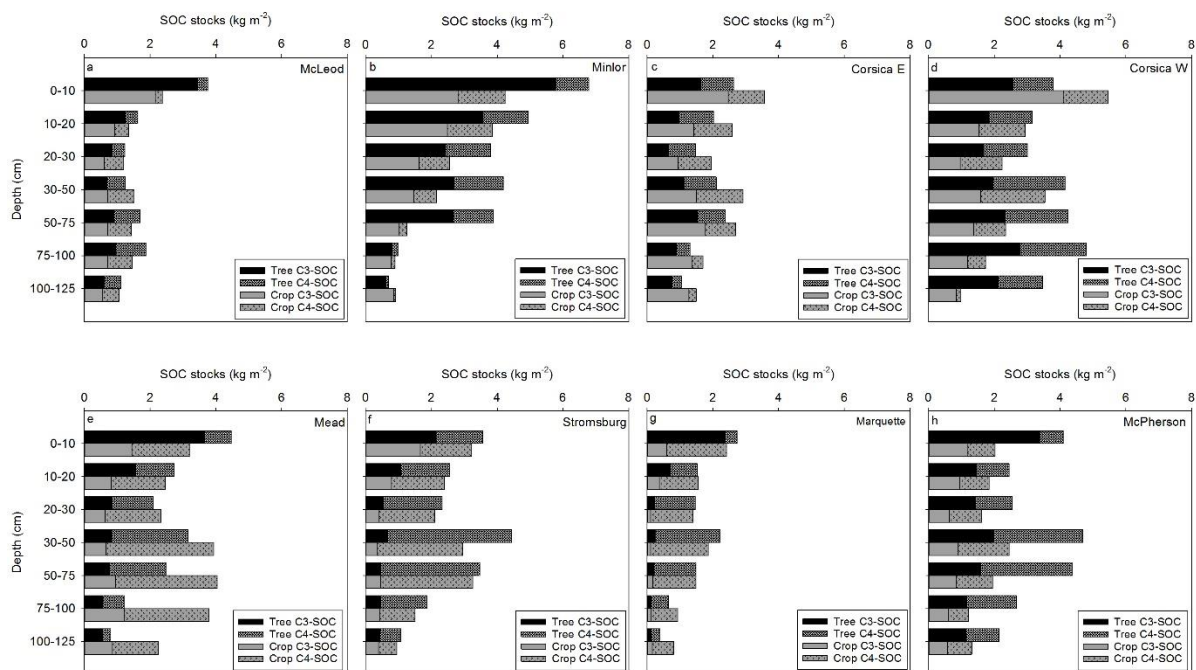 SOC stocks (kg m-2) SOC stocks (kg m-2) SOC stocks (kg m-2) SOC stocks (kg m-2)
0 2 4 6 8 0 2 4 6 8 0 2 4 6 8 0 2 4 6 8
a McLeod b Minlor c Corsica E d Corsica W
0-10
10-20
20-30
30-50
50-75
75-100
100-125
Depth (cm)
Tree C3-SOC Tree C3-SOC Tree C3-SOC Tree C3-SOC
Tree C4-SOC Tree C4-SOC Tree C4-SOC Tree C4-SOC
Crop C3-SOC Crop C3-SOC Crop C3-SOC Crop C3-SOC
Crop C4-SOC Crop C4-SOC Crop C4-SOC Crop C4-SOC
SOC stocks (kg m-2) SOC stocks (kg m-2) SOC stocks (kg m-2) SOC stocks (kg m-2)
0 2 4 6 8 0 2 4 6 8 0 2 4 6 8 0 2 4 6 8
e Mead f Stromsburg g Marquette h McPherson
0-10
10-20
20-30
30-50
50-75
75-100
100-125
Depth (cm)
Tree C3-SOC Tree C3-SOC Tree C3-SOC Tree C3-SOC
Tree C4-SOC Tree C4-SOC Tree C4-SOC Tree C4-SOC
Crop C3-SOC Crop C3-SOC Crop C3-SOC Crop C3-SOC
Crop C4-SOC Crop C4-SOC Crop C4-SOC Crop C4-SOC